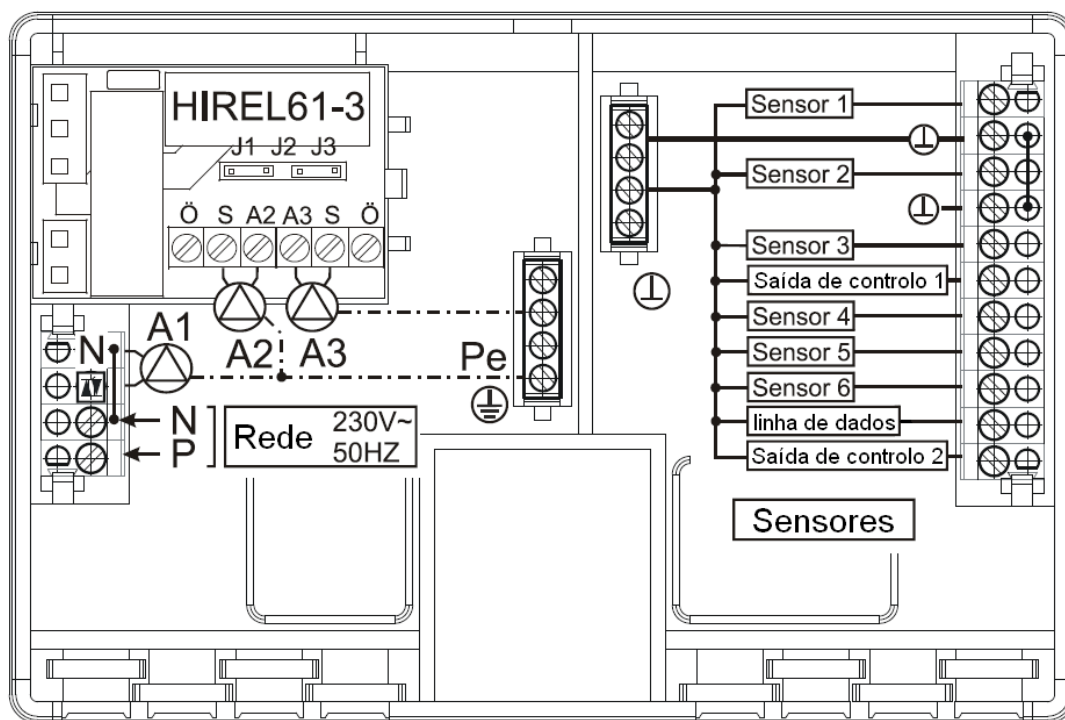 HIREL61-3
J1 J2 J3
Ö S A2 A3 S Ö
A1
A2
A3
N
N
P
Rede
230V~
50HZ
Pe
Sensor 1
Sensor 2
Sensor 3
Saída de controlo 1
Sensor 4
Sensor 5
Sensor 6
linha de dados
Saída de controlo 2
Sensores